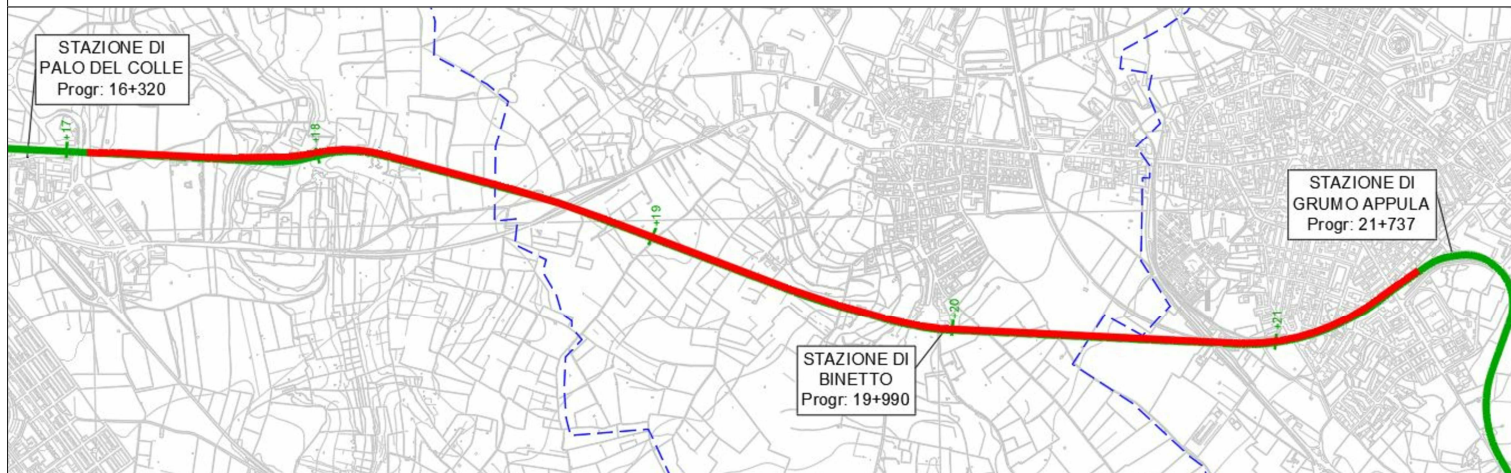 STAZIONE DI
PALO DEL COLLE
Progr: 16+320
+17
+18
+19
STAZIONE DI
GRUMO APPULA
Progr: 21+737
+20
+21
STAZIONE DI
BINETTO
Progr: 19+990